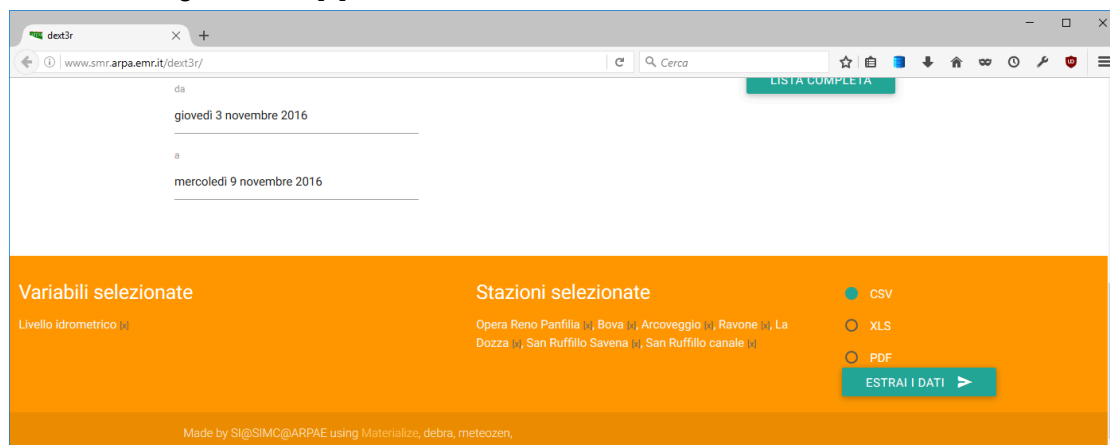 dext3r
www.smr.arpa.emr.it/dext3r/
Cerca
LISTA COMPLETA
da
giovedì 3 novembre 2016
a
mercoledì 9 novembre 2016
Variabili selezionate
Livello idrometrico [x]
Stazioni selezionate
Opera Reno Panfilia [x], Bova [x], Arcoveggio [x], Ravone [x], La
Dozza [x], San Ruffillo Savena [x], San Ruffillo canale [x]
CSV
XLS
PDF
ESTRAI I DATI
Made by SI@SIMC@ARPAE using Materialize, debra, meteozen,